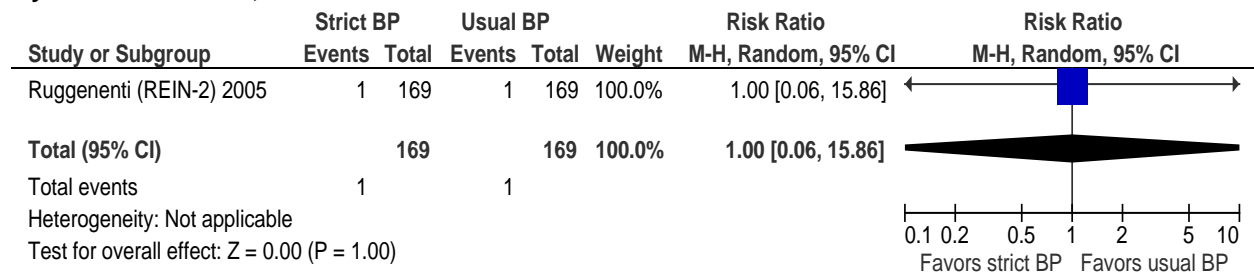 Strict BP Usual BP Risk Ratio Risk Ratio
Study or Subgroup Events Total Events Total Weight M-H, Random, 95% CI M-H, Random, 95% CI
Ruggenenti (REIN-2) 2005 1 169 1 169 100.0% 1.00 [0.06, 15.86]
Total (95% CI) 169 169 100.0% 1.00 [0.06, 15.86]
Total events 1 1
Heterogeneity: Not applicable
Test for overall effect: Z = 0.00 (P = 1.00)
0.1 0.2 0.5 1 2 5 10
Favors strict BP Favors usual BP